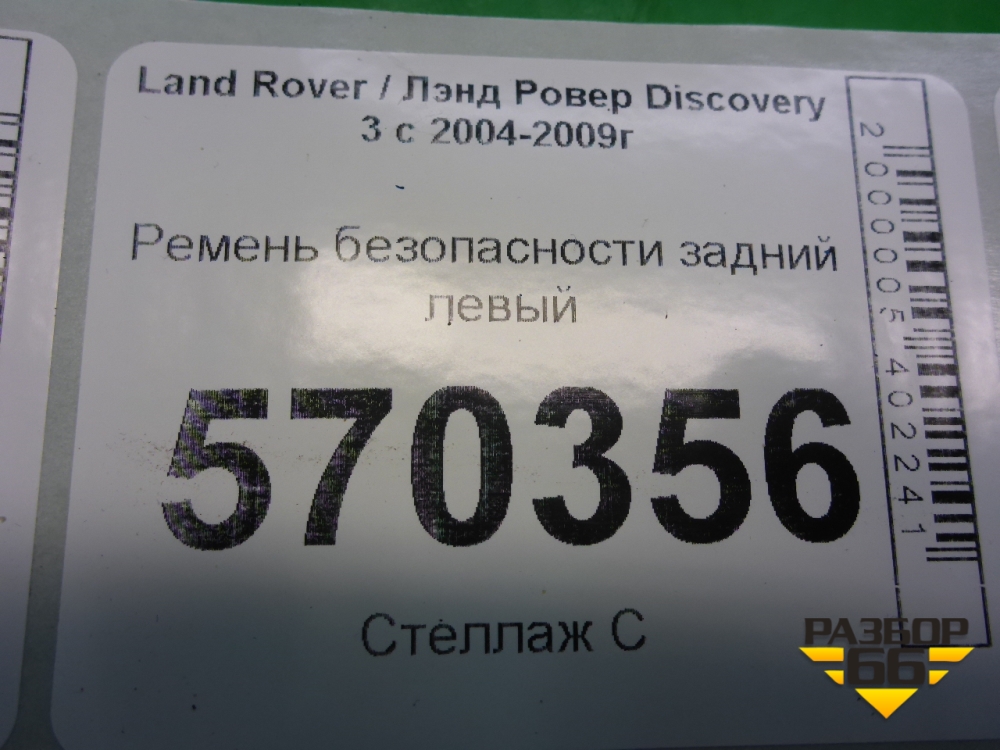 Land Rover / Лэнд Ровер Discovery
3 с 2004-2009г
Ремень безопасности задний
левый
570356
Стеллаж С
2000005402241
РАЗБОР
66